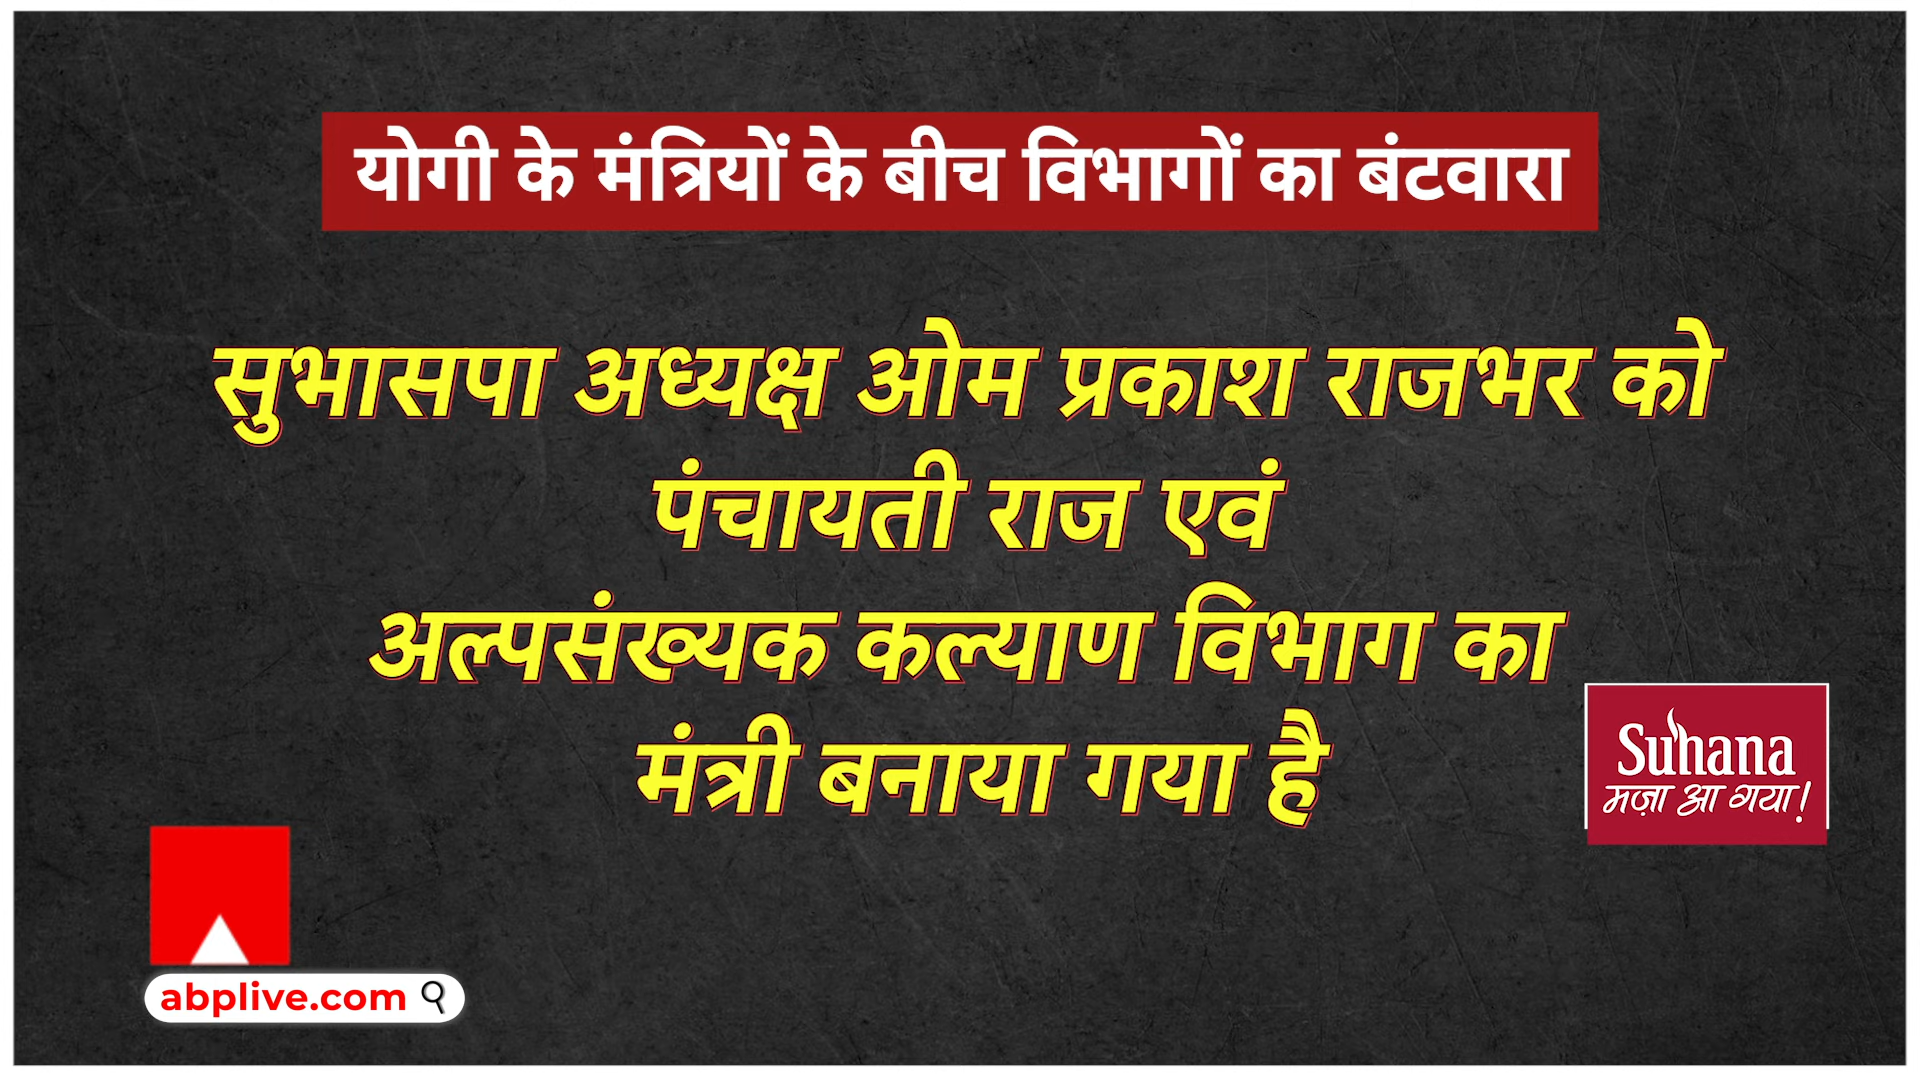 योगी के मंत्रियों के बीच विभागों का बंटवारा
सुभासपा अध्यक्ष ओम प्रकाश राजभर को
पंचायती राज एवं
अल्पसंख्यक कल्याण विभाग का
मंत्री बनाया गया है
Suhana
मज़ा आ गया!
abplive.com